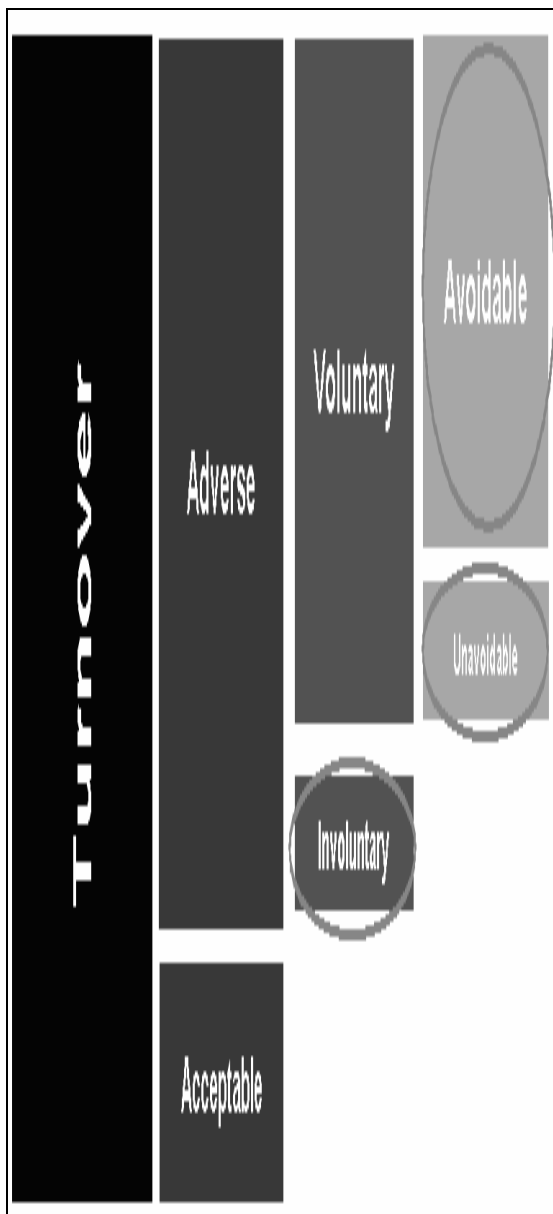 Turnover
Adverse
Acceptable
Voluntary
Involuntary
Avoidable
Unavoidable